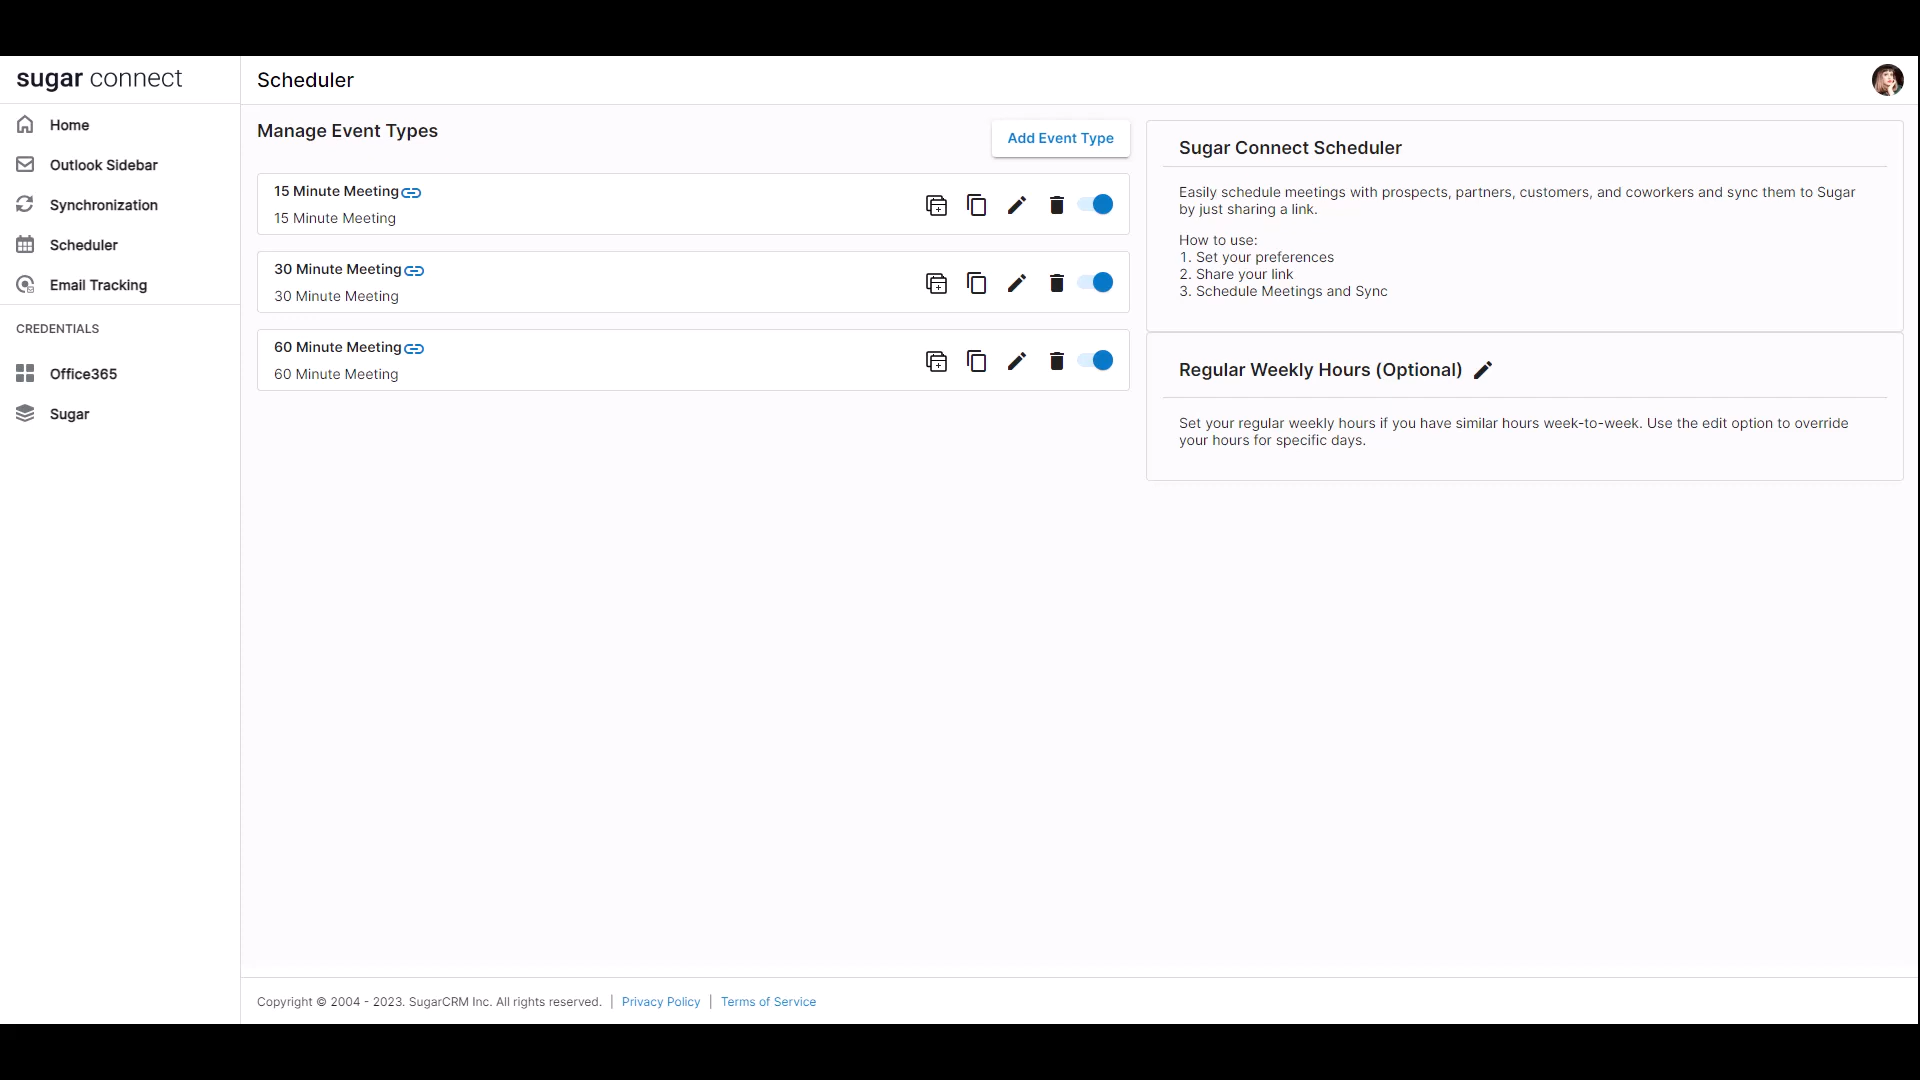 sugar connect
Scheduler
Home
Outlook Sidebar
Synchronization
Scheduler
Email Tracking
CREDENTIALS
Office365
Sugar
Manage Event Types
Add Event Type
15 Minute Meeting
15 Minute Meeting
30 Minute Meeting
30 Minute Meeting
60 Minute Meeting
60 Minute Meeting
Sugar Connect Scheduler
Easily schedule meetings with prospects, partners, customers, and coworkers and sync them to Sugar
by just sharing a link.
How to use:
1. Set your preferences
2. Share your link
3. Schedule Meetings and Sync
Regular Weekly Hours (Optional)
Set your regular weekly hours if you have similar hours week-to-week. Use the edit option to override
your hours for specific days.
Copyright © 2004 - 2023. SugarCRM Inc. All rights reserved. | Privacy Policy | Terms of Service